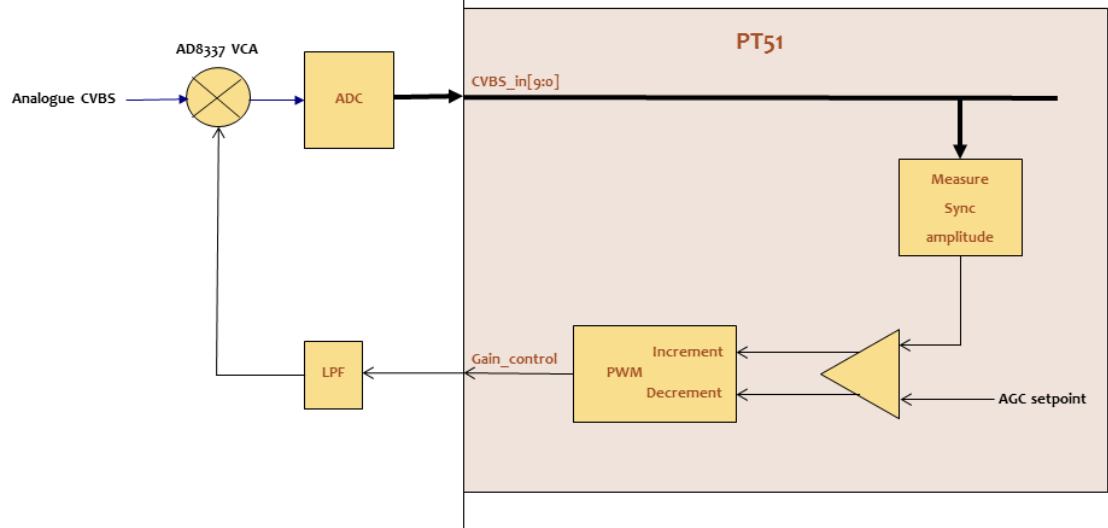 PT51
AD8337 VCA
Analogue CVBS
ADC
CVBS_in[9:0]
Measure
Sync
amplitude
Gain_control
LPF
Increment
PWM
Decrement
AGC setpoint